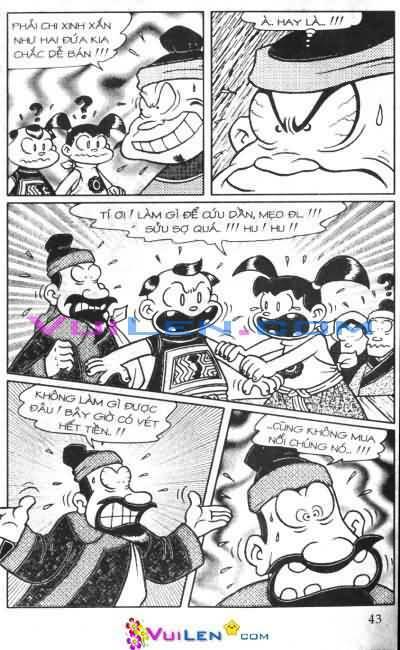 PHẢI CHI XINH XẮN
NHƯ HAI ĐỨA KIA
CHẮC DỄ BÁN !!!
À.. HAY LÀ.. !!!
?
?
TÍ ƠI ! LÀM GÌ ĐỂ CỨU DẦN, MẸO ĐI. !!!
SỬU SỢ QUÁ. !!! HU ! HU !!
VUILEN.COM
KHÔNG LÀM GÌ ĐƯỢC
ĐÂU ! BÂY GIỜ CÓ VÉT
HẾT TIỀN.. !!
..CŨNG KHÔNG MUA
NỔI CHÚNG NÓ.. !!!
43
VUILEN COM